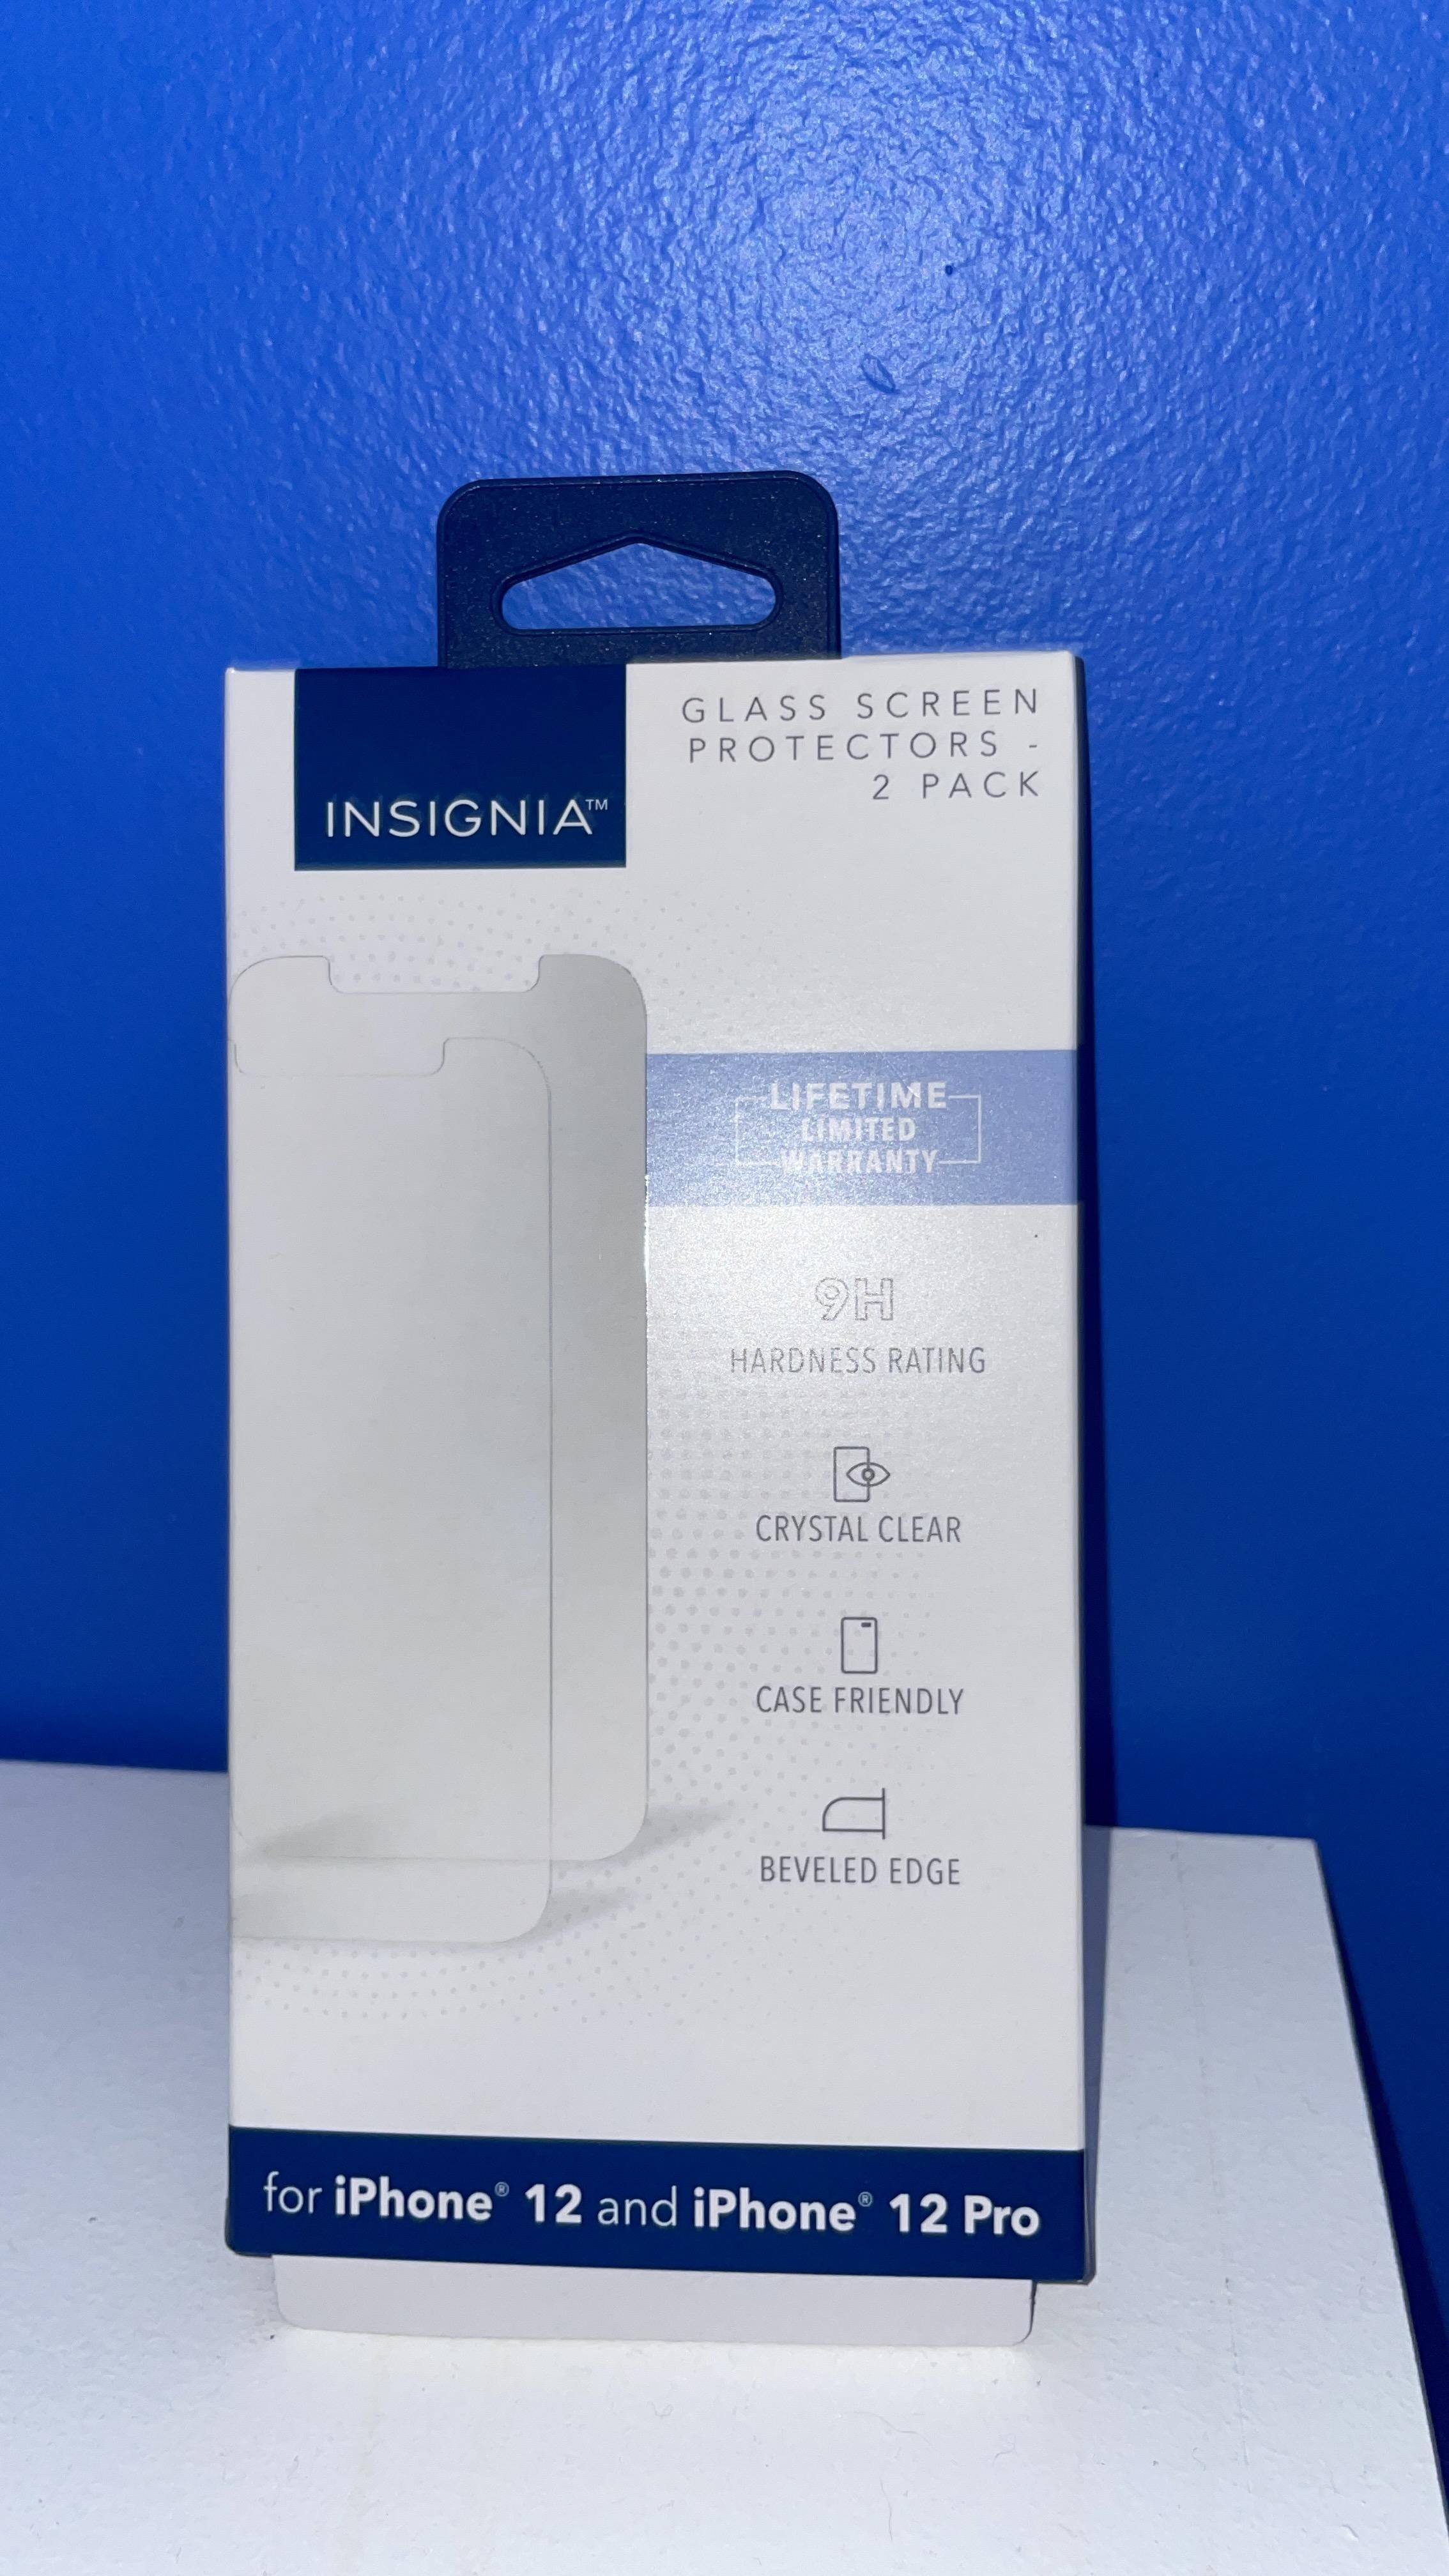 INSIGNIA™
GLASS SCREEN
PROTECTORS -
2 PACK
LIFETIME
LIMITED
WARRANTY
9H
HARDNESS RATING
CRYSTAL CLEAR
CASE FRIENDLY
BEVELED EDGE
for iPhone® 12 and iPhone® 12 Pro